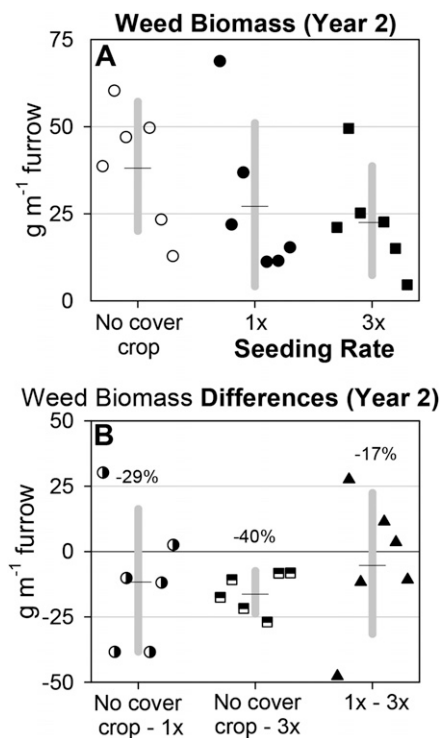 Weed Biomass (Year 2)
A
75
50
25
0
g m⁻¹ furrow
No cover
crop
1x
3x
Seeding Rate
Weed Biomass Differences (Year 2)
B
50
25
0
-25
-50
g m⁻¹ furrow
-29%
-40%
-17%
No cover
crop - 1x
No cover
crop - 3x
1x - 3x